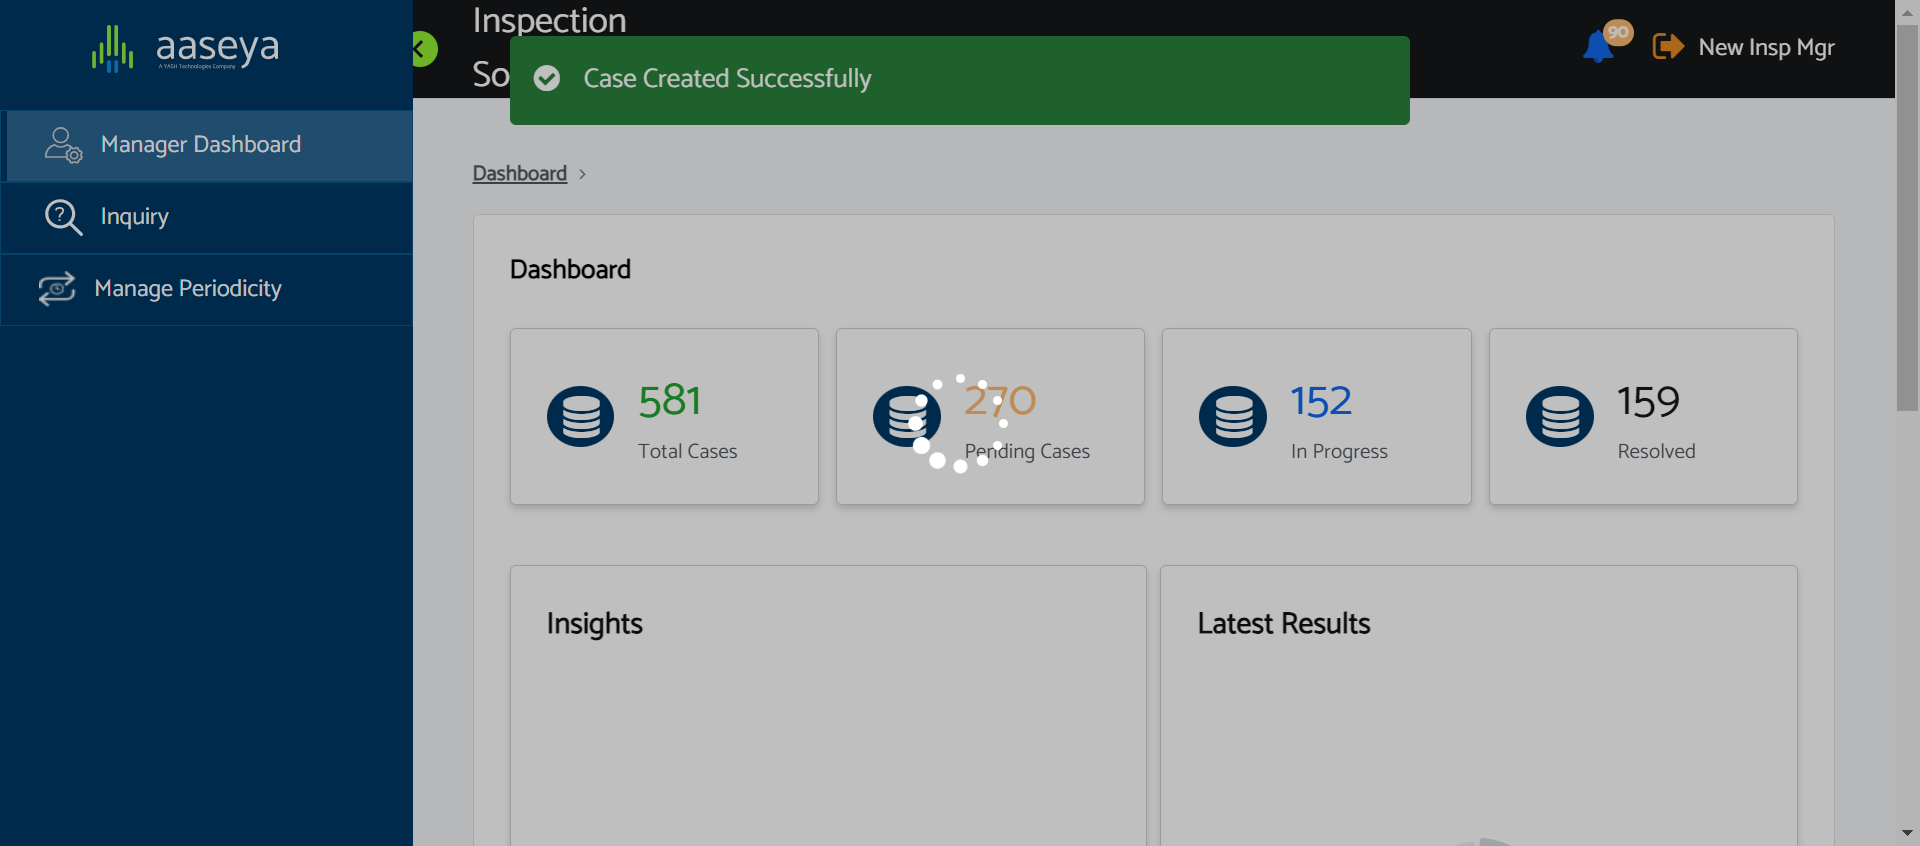 aaseya
A YASH Technologies Company
Manager Dashboard
Inquiry
Manage Periodicity
Inspection
So
Case Created Successfully
90
New Insp Mgr
Dashboard >
Dashboard
581
Total Cases
270
Pending Cases
152
In Progress
159
Resolved
Insights
Latest Results